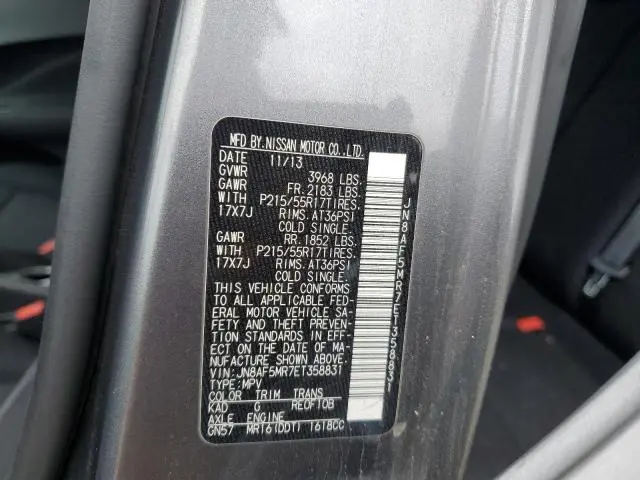 MFD BY.NISSAN MOTOR CO.,LTD.
DATE 11/13
GVWR 3968 LBS.
GAWR FR. 2183 LBS.
WITH P215/55R17TIRES.
17X7J RIMS. AT36PSI
COLD SINGLE.
GAWR RR. 1852 LBS.
WITH P215/55R17TIRES.
17X7J RIMS. AT36PSI
COLD SINGLE.
THIS VEHICLE CONFORMS
TO ALL APPLICABLE FED-
ERAL MOTOR VEHICLE SA-
FETY AND THEFT PREVEN-
TION STANDARDS IN EFF-
ECT ON THE DATE OF MA-
NUFACTURE SHOWN ABOVE.
VIN:JN8AF5MR7ET358831
TYPE:MPV
COLOR TRIM TRANS
KAD G RE0F10B
AXLE ENGINE
GN57 MR16(DDT) 1618CC
JN8AF5MR7ET358831